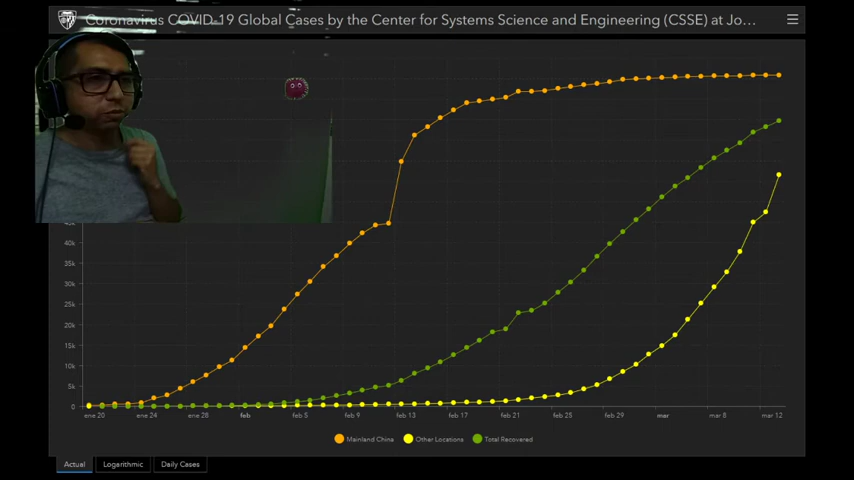 Coronavirus COVID-19 Global Cases by the Center for Systems Science and Engineering (CSSE) at Jo...
40k
35k
30k
25k
20k
15k
10k
5k
0
ene 20 ene 24 ene 28 feb feb 5 feb 9 feb 13 feb 17 feb 21 feb 25 feb 29 mar mar 8 mar 12
Mainland China Other Locations Total Recovered
Actual Logarithmic Daily Cases